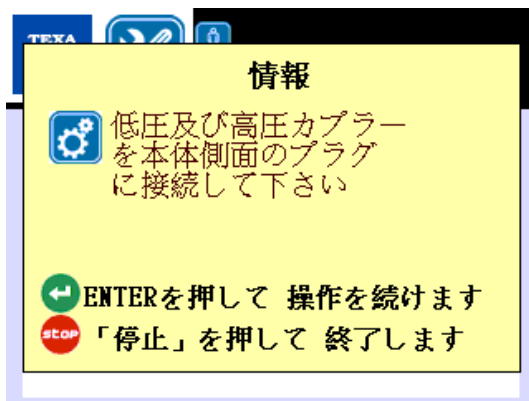 TEXA
情報
低圧及び高圧カプラー
を本体側面のプラグ
に接続して下さい
ENTERを押して 操作を続けます
stop 「停止」を押して 終了します